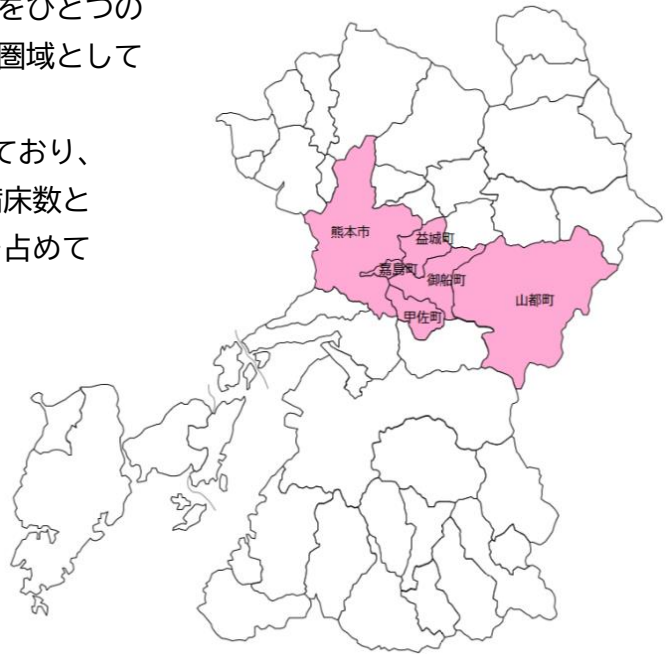 をひとつの
圏域として
ており、
床数と
占めて
熊本市
益城町
嘉島町
御船町
山都町
甲佐町